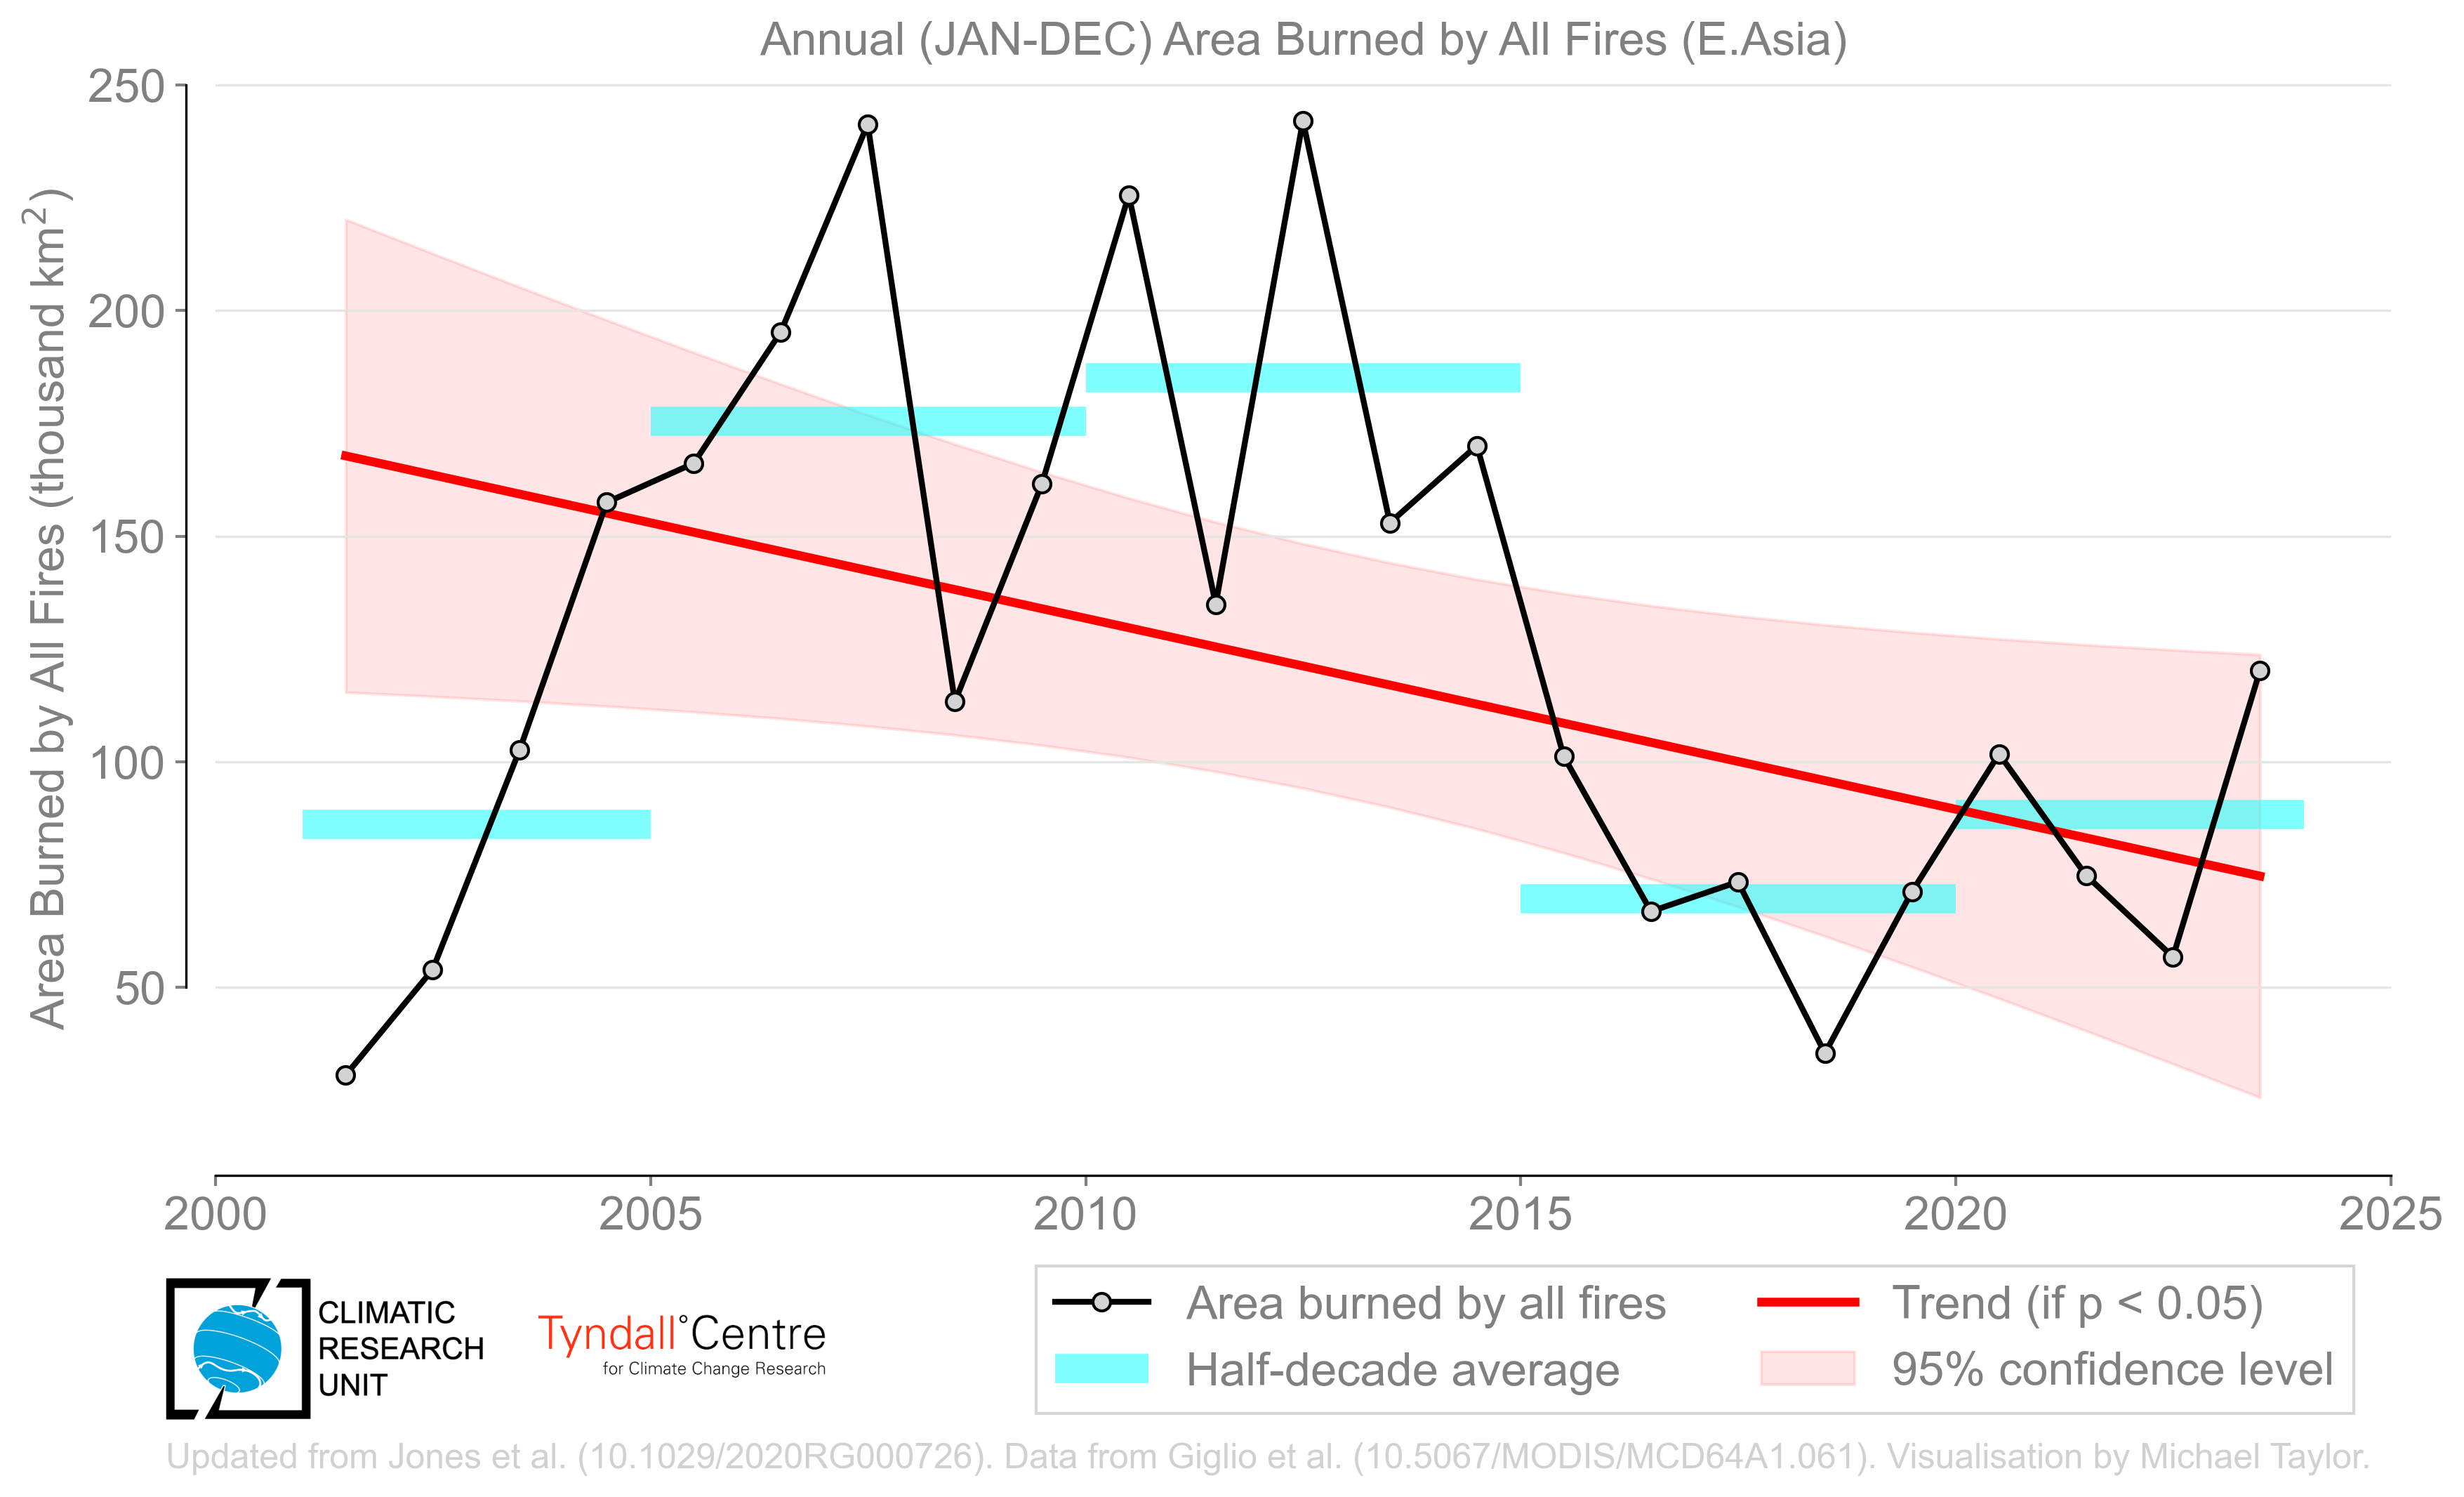 Annual (JAN-DEC) Area Burned by All Fires (E.Asia)
Area Burned by All Fires (thousand km²)
250
200
150
100
50
2000 2005 2010 2015 2020 2025
CLIMATIC
RESEARCH
UNIT
Tyndall°Centre
for Climate Change Research
Area burned by all fires
Half-decade average
Trend (if p < 0.05)
95% confidence level
Updated from Jones et al. (10.1029/2020RG000726). Data from Giglio et al. (10.5067/MODIS/MCD64A1.061). Visualisation by Michael Taylor.